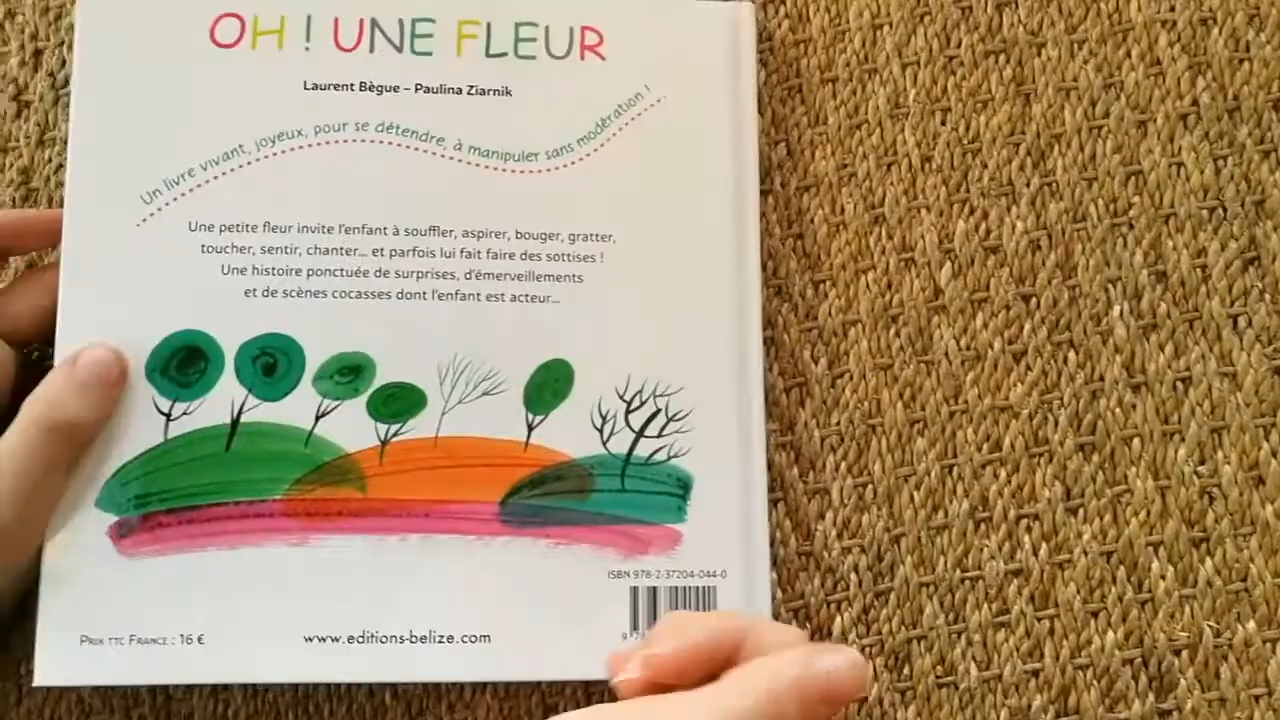 OH ! UNE FLEUR
Laurent Bègue – Paulina Ziarnik
Un livre vivant, joyeux, pour se détendre, à manipuler sans modération !
Une petite fleur invite l'enfant à souffler, aspirer, bouger, gratter,
toucher, sentir, chanter... et parfois lui fait faire des sottises !
Une histoire ponctuée de surprises, d'émerveillements
et de scènes cocasses dont l'enfant est acteur...
ISBN 978-2-37204-044-0
Prix TTC France : 16 €
www.editions-belize.com